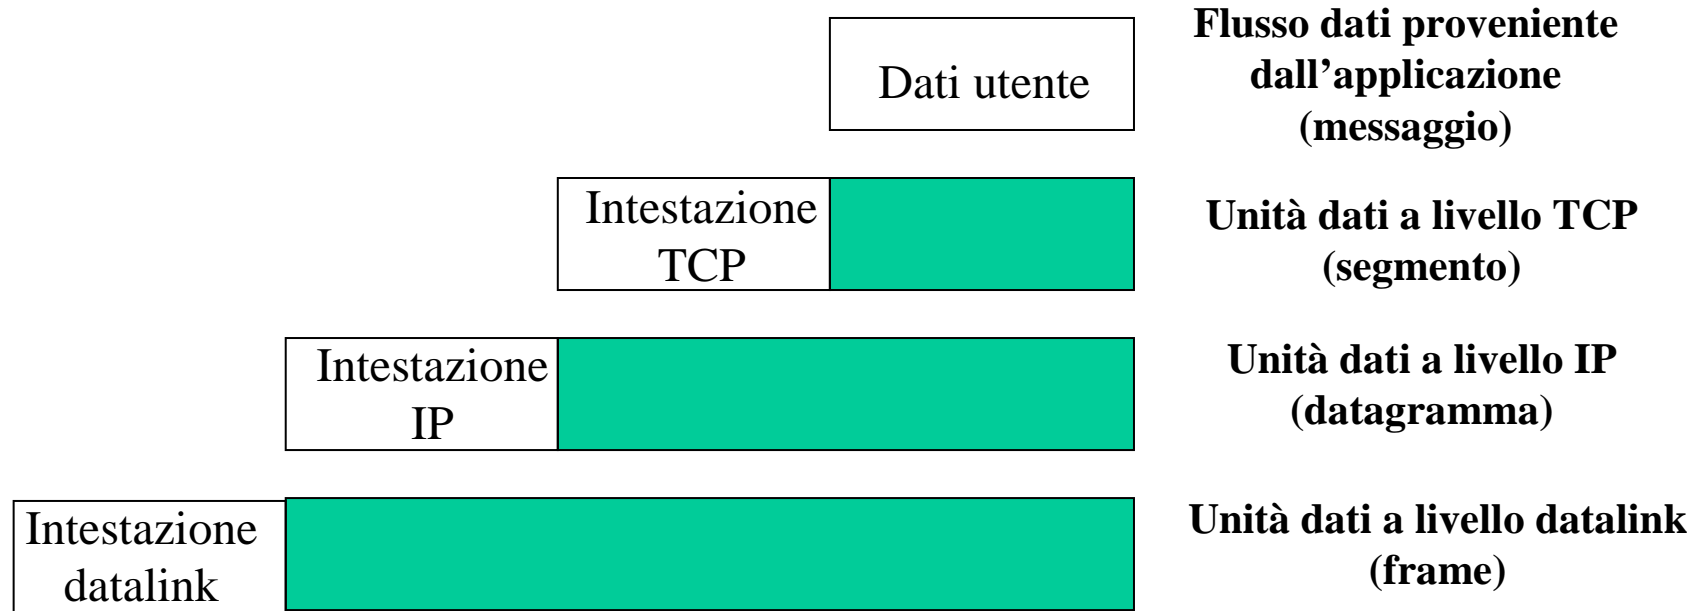 Dati utente
Flusso dati proveniente
dall’applicazione
(messaggio)
Intestazione
TCP
Unità dati a livello TCP
(segmento)
Intestazione
IP
Unità dati a livello IP
(datagramma)
Intestazione
datalink
Unità dati a livello datalink
(frame)